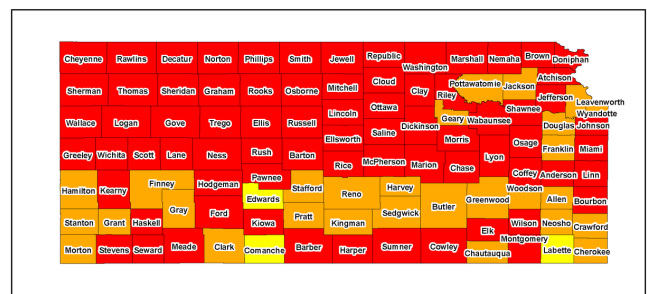 Cheyenne Rawlins Decatur Norton Phillips Smith Jewell Republic Washington Marshall Nemaha Brown Doniphan
Sherman Thomas Sheridan Graham Rooks Osborne Mitchell Cloud Clay Riley Pottawatomie Jackson Atchison
Jefferson Leavenworth
Wyandotte
Wallace Logan Gove Trego Ellis Russell Lincoln Ottawa Geary Wabaunsee Shawnee Douglas Johnson
Ellsworth Saline Dickinson Morris Osage Franklin Miami
Greeley Wichita Scott Lane Ness Rush Barton Rice McPherson Marion Chase Lyon Coffey Anderson Linn
Hamilton Kearny Finney Hodgeman Pawnee Stafford Reno Harvey Butler Greenwood Woodson Allen Bourbon
Gray Ford Edwards Pratt Kingman Sedgwick
Stanton Grant Haskell Kiowa Elk Wilson Neosho Crawford
Morton Stevens Seward Meade Clark Comanche Barber Harper Sumner Cowley Chautauqua Montgomery Labette Cherokee